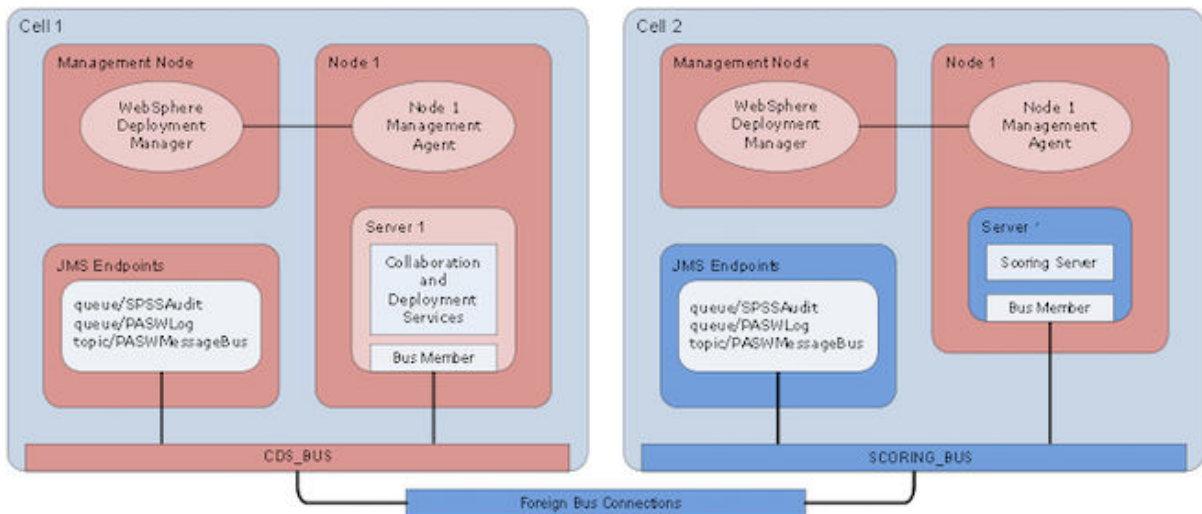 Cell 1
Management Node
WebSphere
Deployment
Manager
Node 1
Node 1
Management
Agent
Server 1
Collaboration
and
Deployment
Services
Bus Member
JMS Endpoints
queue/SPSSAudit
queue/PASWLog
topic/PASWMessageBus
CDS_BUS
Cell 2
Management Node
WebSphere
Deployment
Manager
Node 1
Node 1
Management
Agent
Server
Scoring Server
Bus Member
JMS Endpoints
queue/SPSSAudit
queue/PASWLog
topic/PASWMessageBus
SCORING_BUS
Foreign Bus Connections